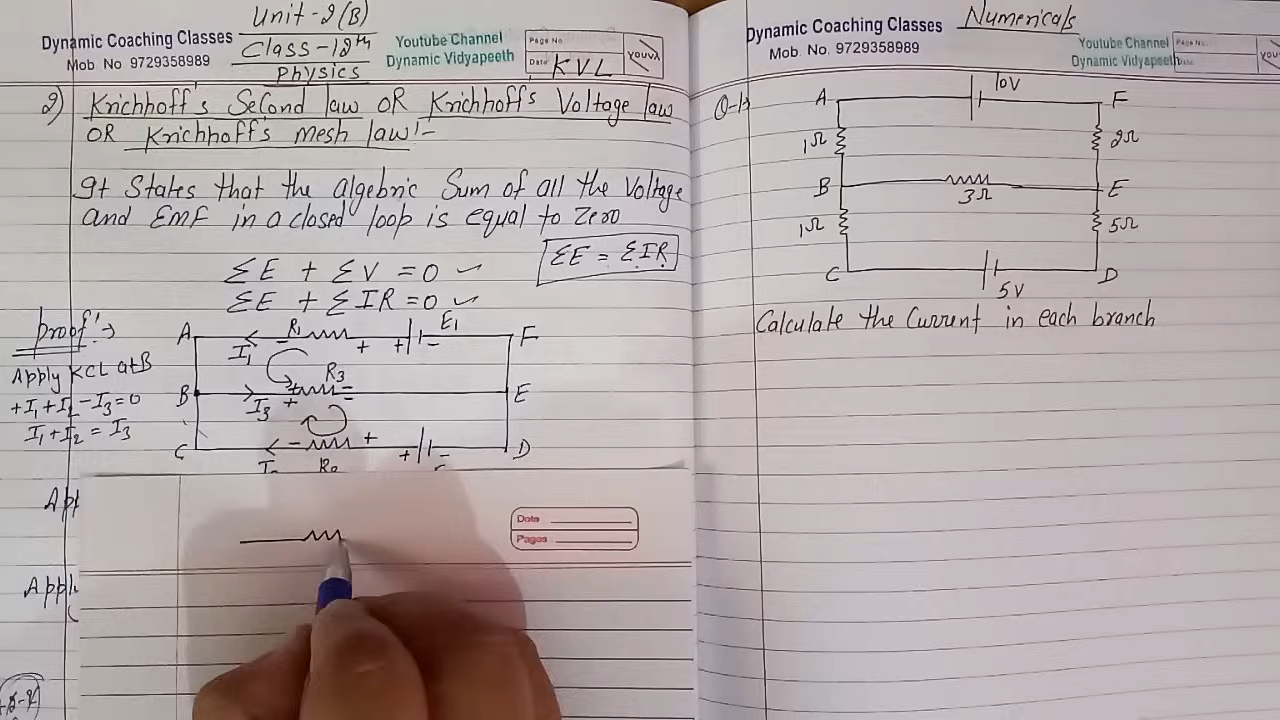 Unit-2(B)
Dynamic Coaching Classes
Mob No. 9729358989
Class-12th
Physics
Youtube Channel
Dynamic Vidyapeeth
Page No.
Date: KVL
YOUVA
2) Krichhoff's Second law OR Krichhoff's Voltage law
OR Krichhoff's mesh law:-
It States that the algebric Sum of all the Voltage
and EMF in a closed loop is equal to Zero
ΣE + ΣV = 0
ΣE = ΣIR
ΣE + ΣIR = 0
Proof:→
Apply KCL at B
+I₁+I₂-I₃=0
I₁+I₂ = I₃
A I₁ R₁ + + E₁ - F
B I₃ + R₃ = E
C - + + - D
R₂
App
Date
Pages
Numericals
Dynamic Coaching Classes
Mob. No. 9729358989
Youtube Channel
Dynamic Vidyapeeth
Page No.
Date:
Q-1)
A 10V F
1Ω 2Ω
B 3Ω E
1Ω 5Ω
C 5V D
Calculate the Current in each branch